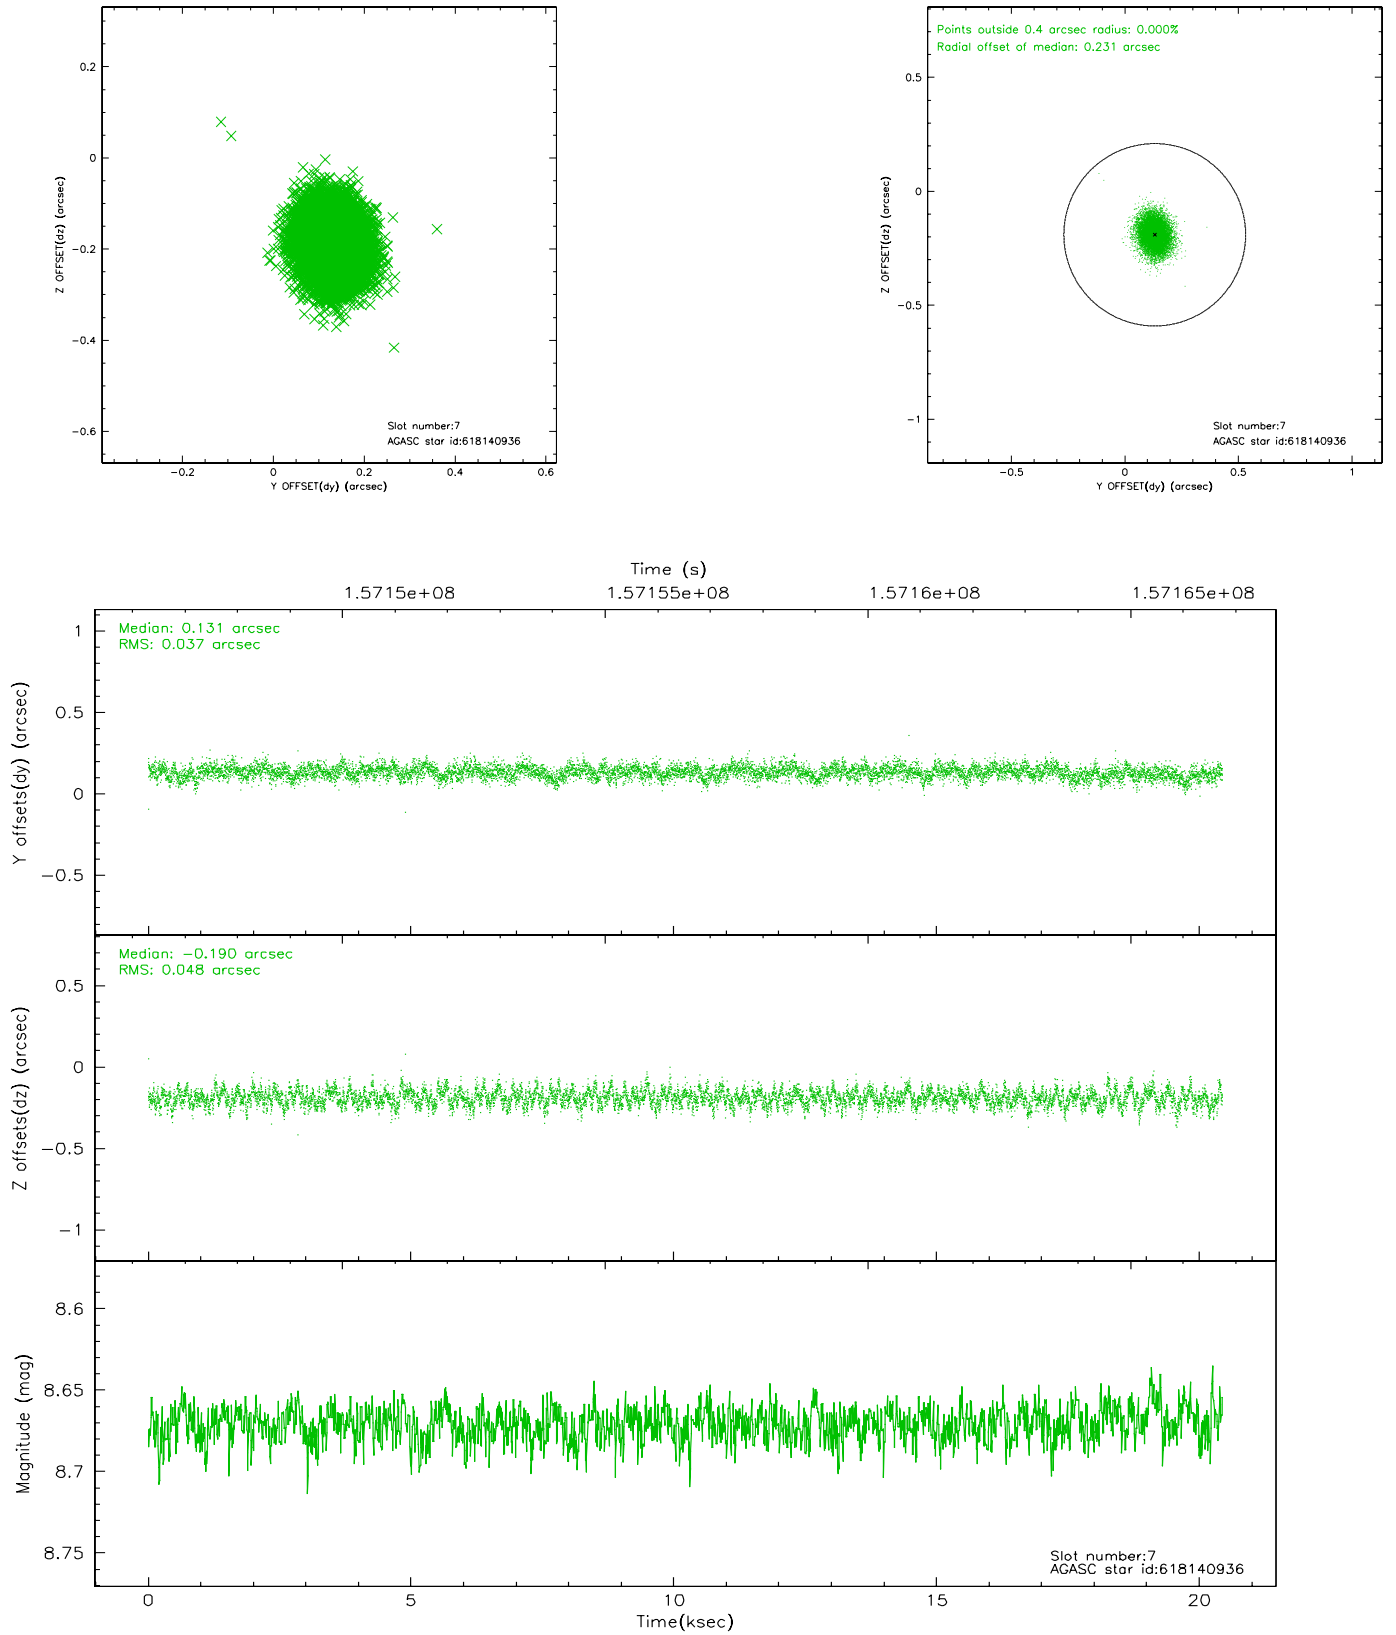 0.2
0
−0.2
−0.4
−0.6
Z OFFSET(dz) (arcsec)
Slot number:7
AGASC star id:618140936
−0.2 0 0.2 0.4 0.6
Y OFFSET(dy) (arcsec)
Points outside 0.4 arcsec radius: 0.000%
Radial offset of median: 0.231 arcsec
0.5
0
−0.5
−1
Z OFFSET(dz) (arcsec)
Slot number:7
AGASC star id:618140936
−0.5 0 0.5 1
Y OFFSET(dy) (arcsec)
Time (s)
1.5715e+08 1.57155e+08 1.5716e+08 1.57165e+08
Median: 0.131 arcsec
RMS: 0.037 arcsec
1
0.5
0
−0.5
Y offsets(dy) (arcsec)
Median: −0.190 arcsec
RMS: 0.048 arcsec
0.5
0
−0.5
−1
Z offsets(dz) (arcsec)
8.6
8.65
8.7
8.75
Magnitude (mag)
Slot number:7
AGASC star id:618140936
0 5 10 15 20
Time(ksec)